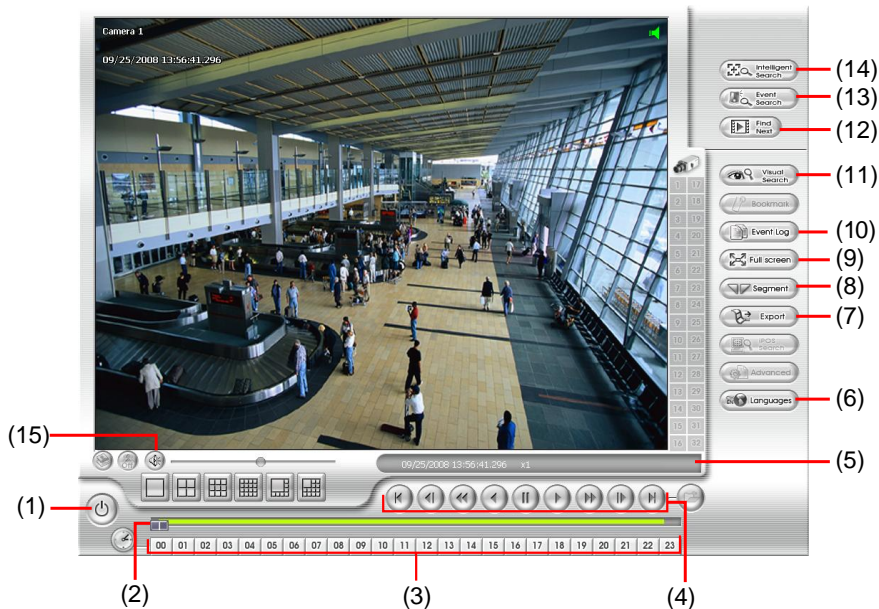 Camera 1
09/25/2008 13:56:41.296
Intelligent
Search
(14)
Event
Search
(13)
Find
Next
(12)
Visual
Search
(11)
Bookmark
Event Log
(10)
Full screen
(9)
Segment
(8)
Export
(7)
iPOS
Search
Advanced
Languages
(6)
1 17
2 18
3 19
4 20
5 21
6 22
7 23
8 24
9 25
10 26
11 27
12 28
13 29
14 30
15 31
16 32
(15)
Off
09/25/2008 13:56:41.296 x1
(5)
(1)
00 01 02 03 04 05 06 07 08 09 10 11 12 13 14 15 16 17 18 19 20 21 22 23
(2)
(3)
(4)